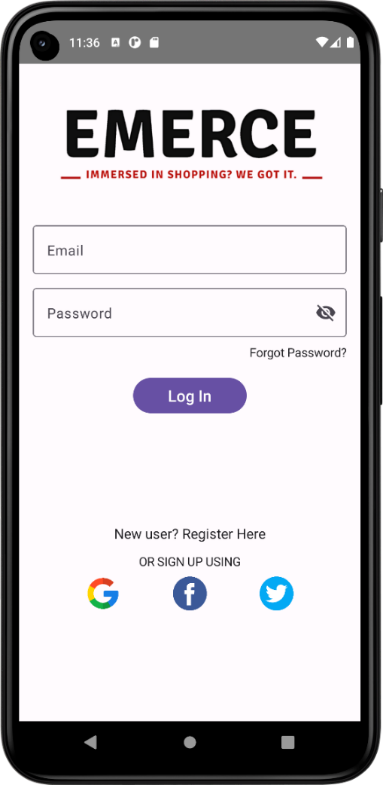 11:36
EMERCE
IMMERSED IN SHOPPING? WE GOT IT.
Email
Password
Forgot Password?
Log In
New user? Register Here
OR SIGN UP USING